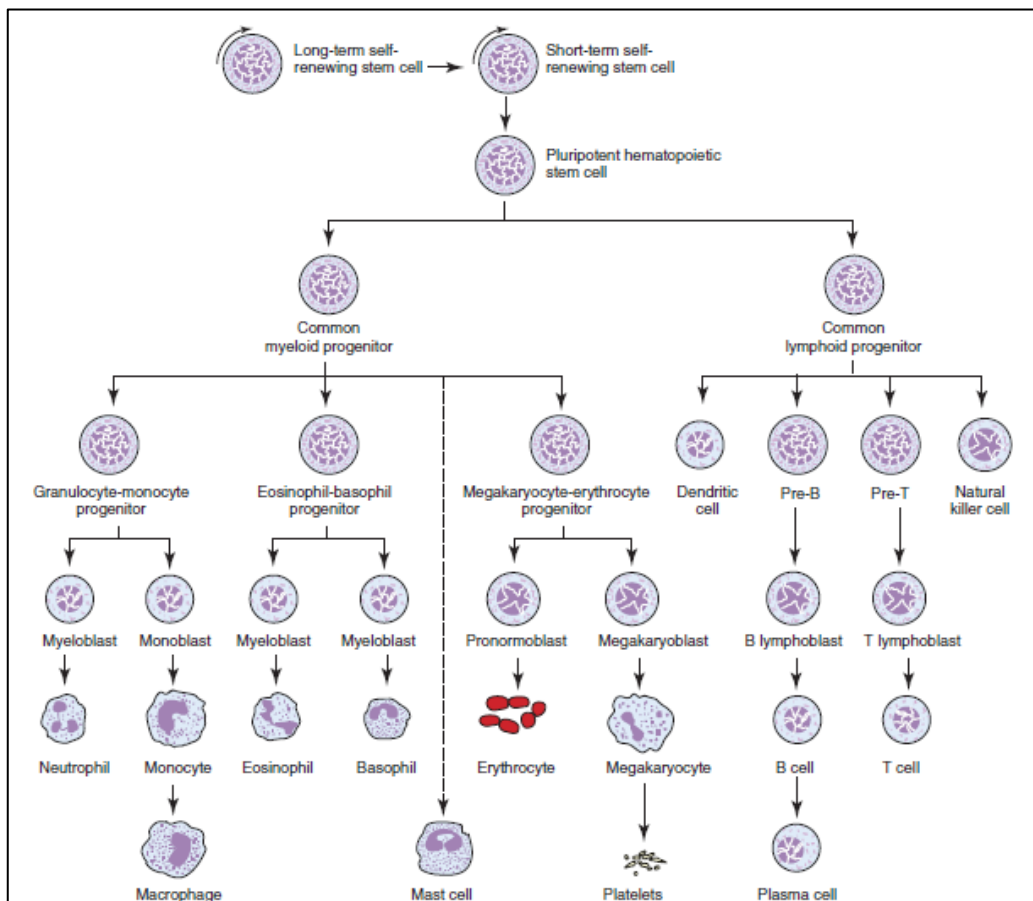 Long-term self-
renewing stem cell
Short-term self-
renewing stem cell
Pluripotent hematopoietic
stem cell
Common
myeloid progenitor
Common
lymphoid progenitor
Granulocyte-monocyte
progenitor
Eosinophil-basophil
progenitor
Megakaryocyte-erythrocyte
progenitor
Dendritic
cell
Pre-B
Pre-T
Natural
killer cell
Myeloblast
Monoblast
Myeloblast
Myeloblast
Pronormoblast
Megakaryoblast
B lymphoblast
T lymphoblast
Neutrophil
Monocyte
Eosinophil
Basophil
Erythrocyte
Megakaryocyte
B cell
T cell
Macrophage
Mast cell
Platelets
Plasma cell